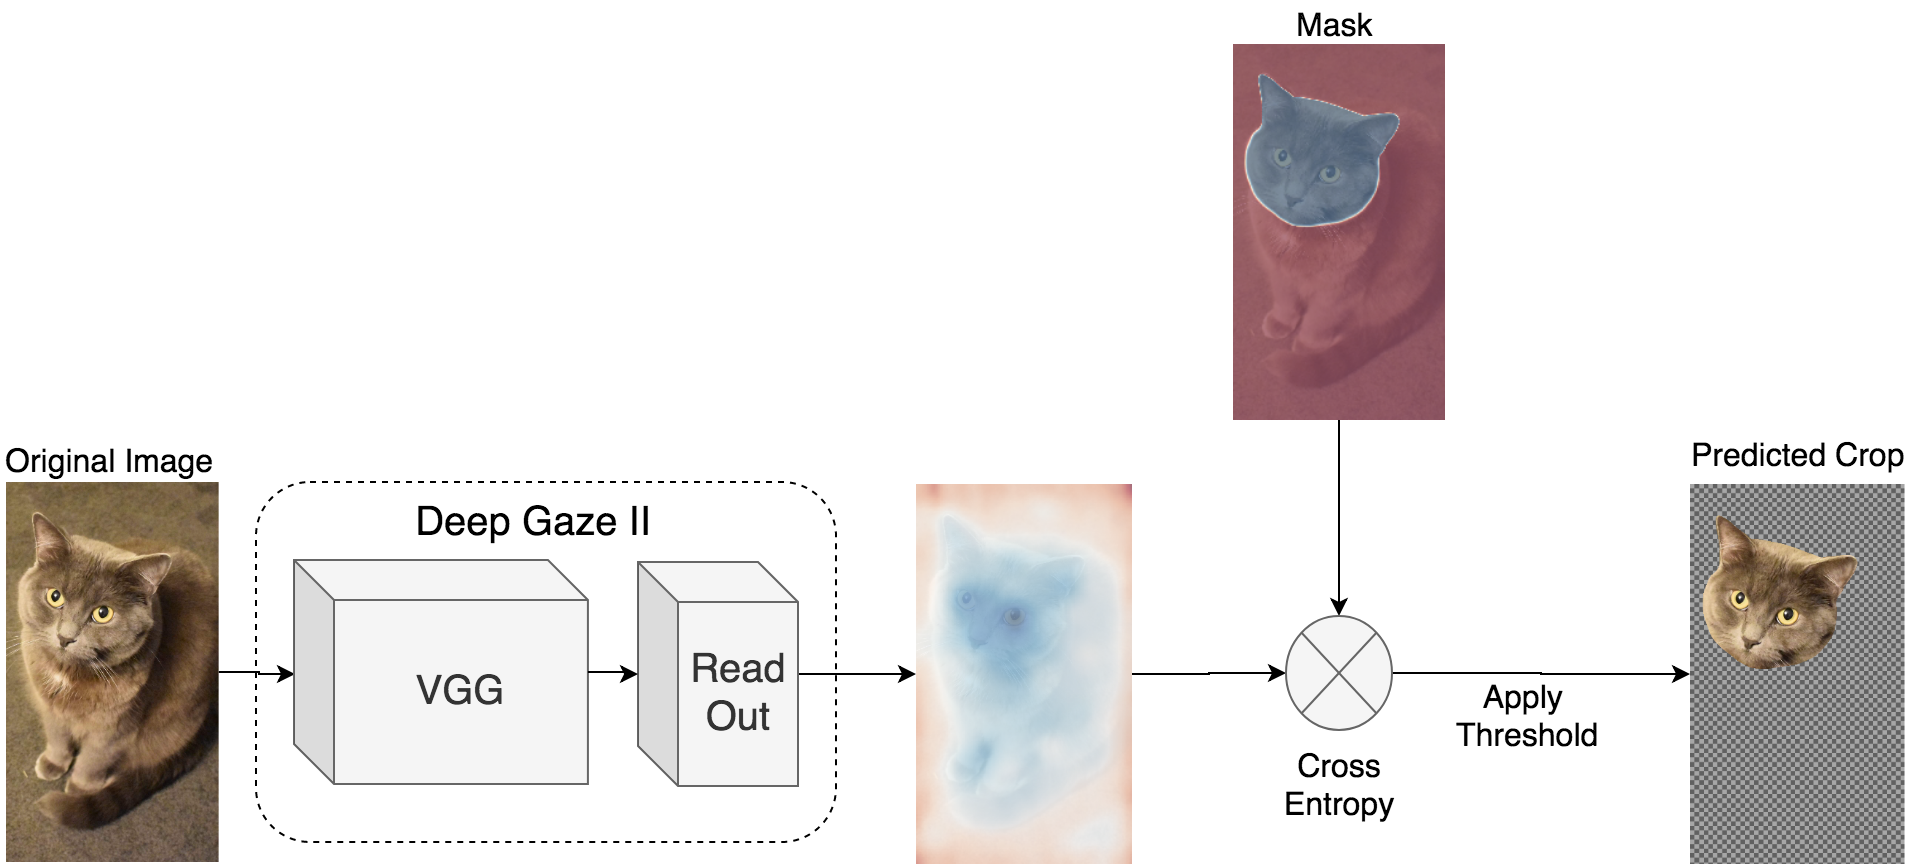 Mask
Original Image
Predicted Crop
Deep Gaze II
VGG
Read
Out
Apply
Threshold
Cross
Entropy